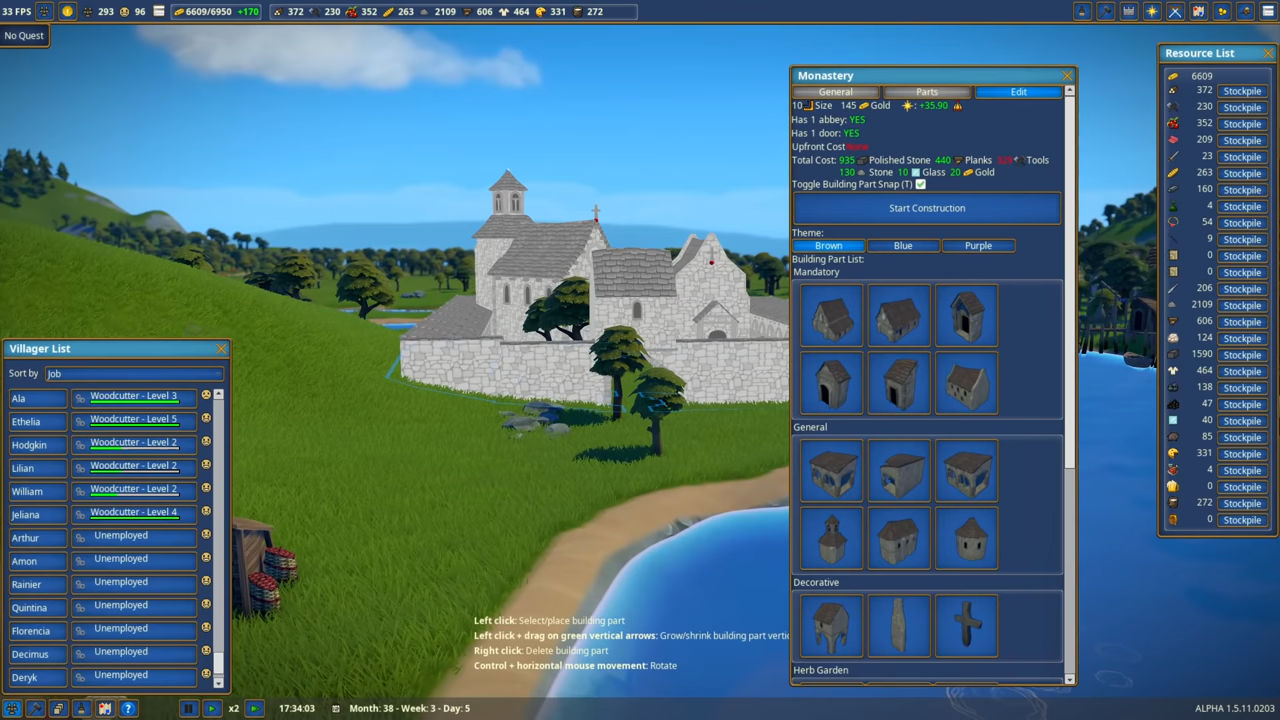 33 FPS 293 96 6609/6950 +170 372 230 352 263 2109 606 464 331 272
No Quest
Monastery
General Parts Edit
10 Size 145 Gold : +35.90
Has 1 abbey: YES
Has 1 door: YES
Upfront Cost None
Total Cost: 935 Polished Stone 440 Planks Tools
130 Stone 10 Glass 20 Gold
Toggle Building Part Snap (T)
Start Construction
Theme:
Brown Blue Purple
Building Part List:
Mandatory
General
Decorative
Herb Garden
Resource List
6609
372 Stockpile
230 Stockpile
352 Stockpile
209 Stockpile
23 Stockpile
263 Stockpile
160 Stockpile
4 Stockpile
54 Stockpile
9 Stockpile
0 Stockpile
0 Stockpile
206 Stockpile
2109 Stockpile
606 Stockpile
124 Stockpile
1590 Stockpile
464 Stockpile
138 Stockpile
47 Stockpile
40 Stockpile
85 Stockpile
331 Stockpile
4 Stockpile
0 Stockpile
272 Stockpile
0 Stockpile
Villager List
Sort by Job
Ala Woodcutter - Level 3
Ethelia Woodcutter - Level 5
Hodgkin Woodcutter - Level 2
Lilian Woodcutter - Level 2
William Woodcutter - Level 2
Jeliana Woodcutter - Level 4
Arthur Unemployed
Amon Unemployed
Rainier Unemployed
Quintina Unemployed
Florencia Unemployed
Decimus Unemployed
Deryk Unemployed
Left click: Select/place building part
Left click + drag on green vertical arrows: Grow/shrink building part vertic
Right click: Delete building part
Control + horizontal mouse movement: Rotate
x2 17:34:03 Month: 38 - Week: 3 - Day: 5
ALPHA 1.5.11.0203